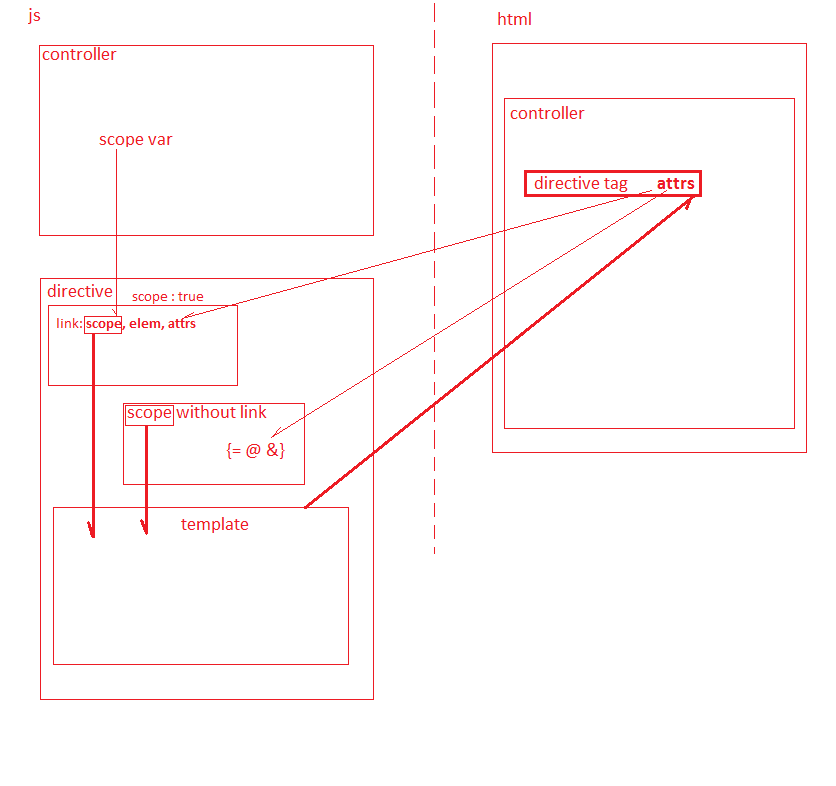 js
html
controller
scope var
controller
directive tag attrs
directive
scope : true
link: scope, elem, attrs
scope without link
{= @ &}
template